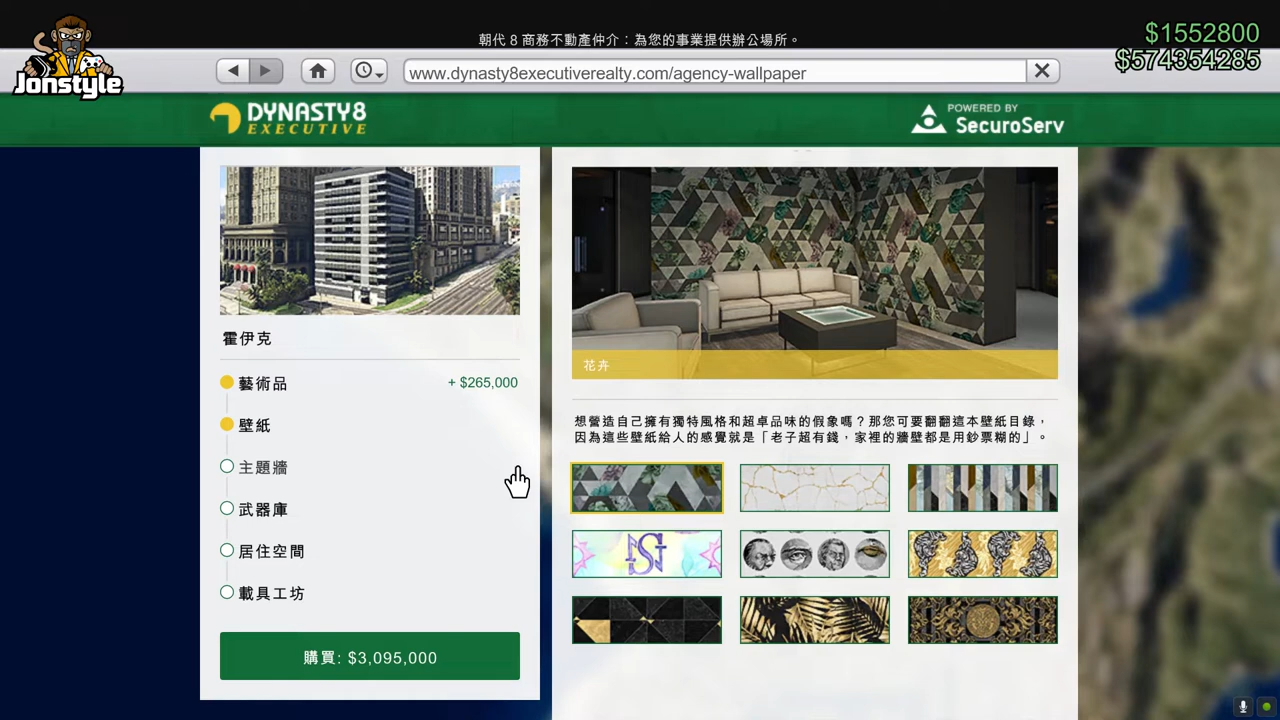 Jonstyle
朝代 8 商務不動產仲介：為您的事業提供辦公場所。
$1552800
$574354285
www.dynasty8executiverealty.com/agency-wallpaper
DYNASTY8
EXECUTIVE
POWERED BY
SecuroServ
霍伊克
藝術品 + $265,000
壁紙
主題牆
武器庫
居住空間
載具工坊
購買: $3,095,000
花卉
想營造自己擁有獨特風格和超卓品味的假象嗎？那您可要翻翻這本壁紙目錄，
因為這些壁紙給人的感覺就是「老子超有錢，家裡的牆壁都是用鈔票糊的」。